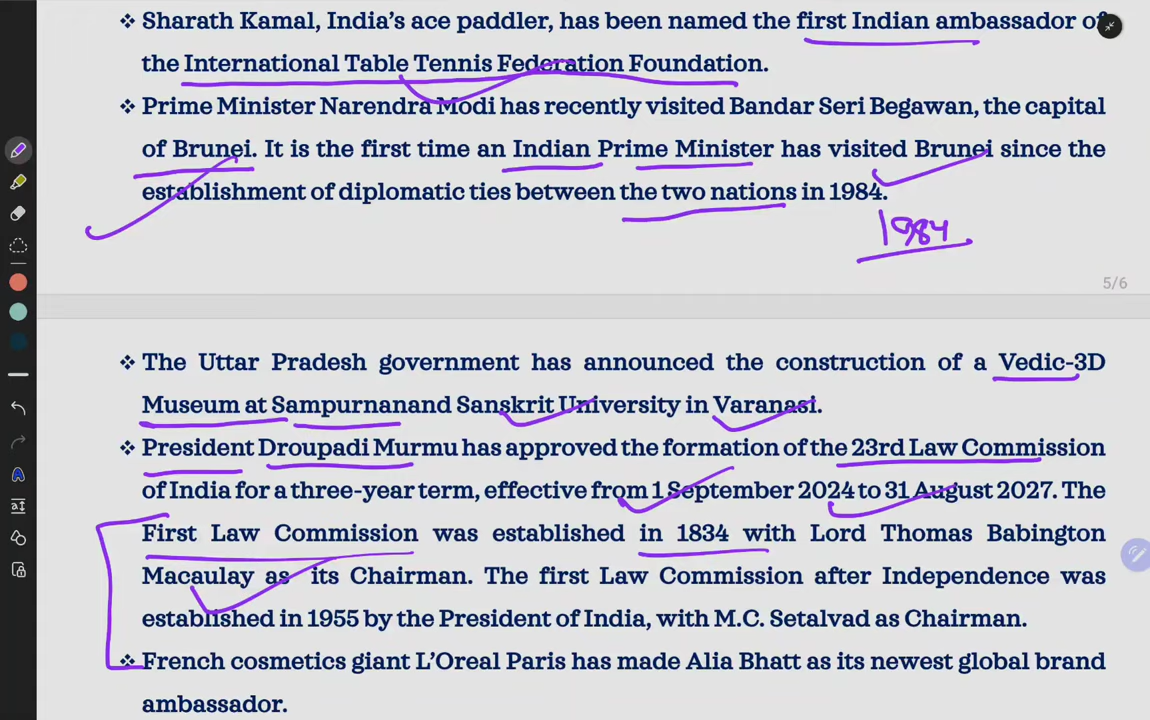 ❖ Sharath Kamal, India's ace paddler, has been named the first Indian ambassador of
the International Table Tennis Federation Foundation.
❖ Prime Minister Narendra Modi has recently visited Bandar Seri Begawan, the capital
of Brunei. It is the first time an Indian Prime Minister has visited Brunei since the
establishment of diplomatic ties between the two nations in 1984.
1984
5/6
❖ The Uttar Pradesh government has announced the construction of a Vedic-3D
Museum at Sampurnanand Sanskrit University in Varanasi.
❖ President Droupadi Murmu has approved the formation of the 23rd Law Commission
of India for a three-year term, effective from 1 September 2024 to 31 August 2027. The
First Law Commission was established in 1834 with Lord Thomas Babington
Macaulay as its Chairman. The first Law Commission after Independence was
established in 1955 by the President of India, with M.C. Setalvad as Chairman.
❖ French cosmetics giant L'Oreal Paris has made Alia Bhatt as its newest global brand
ambassador.